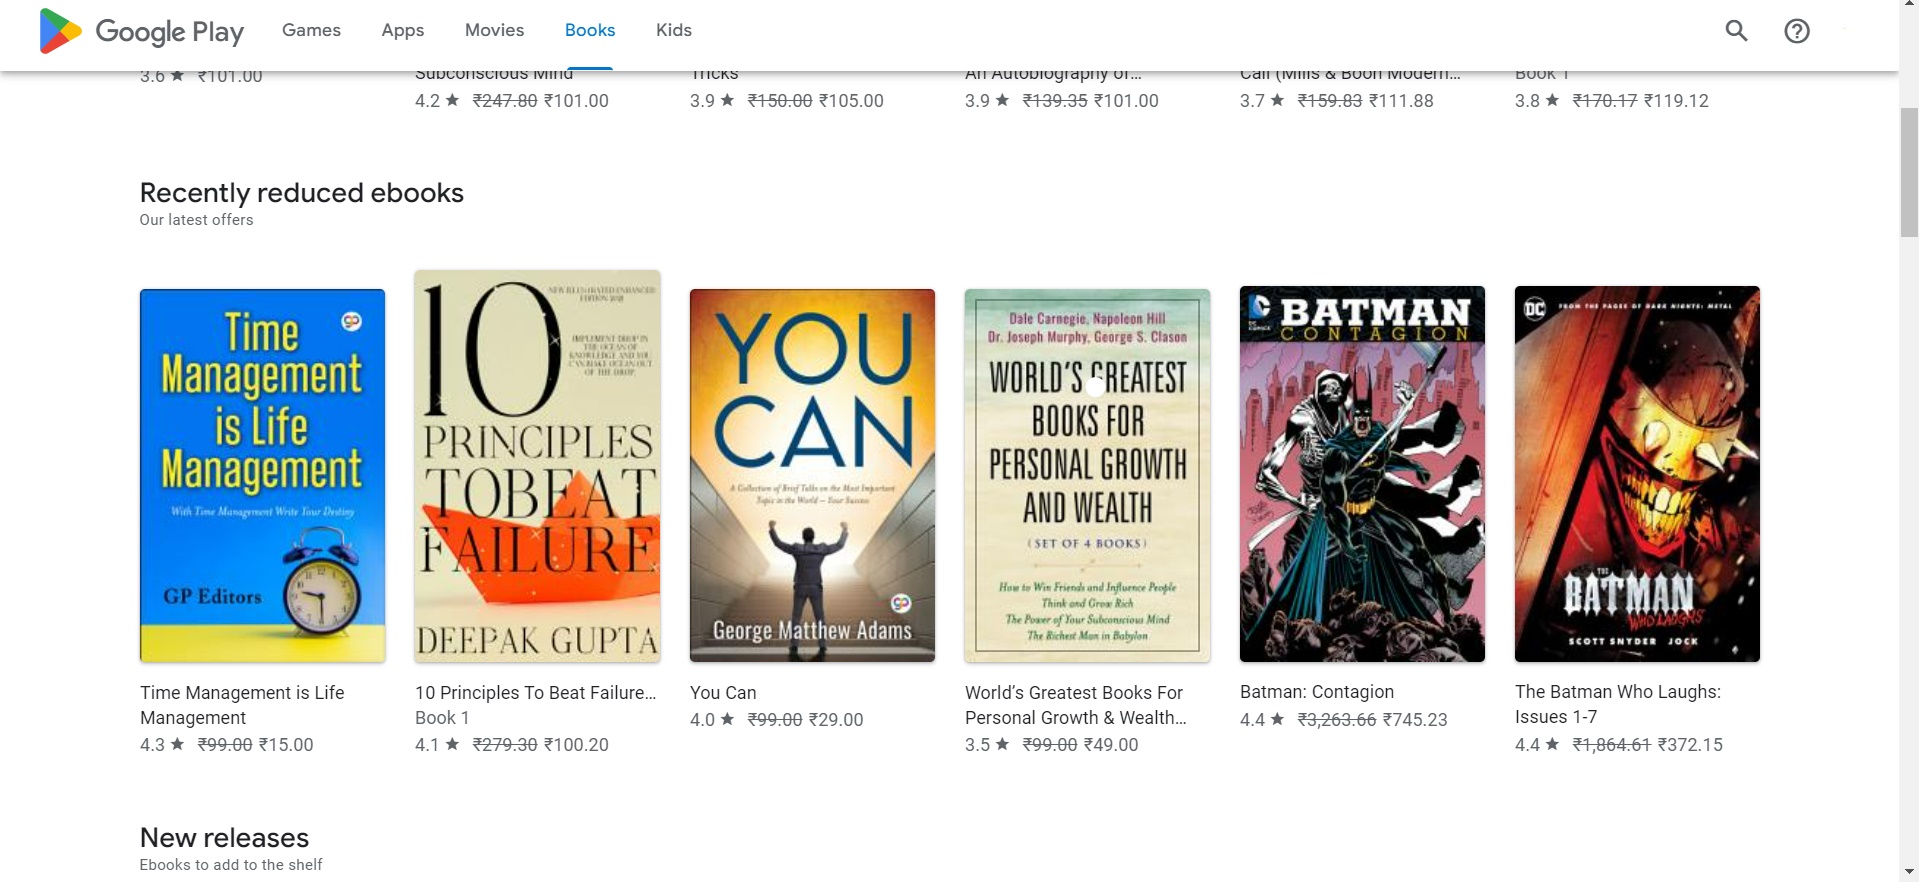 Google Play
Games
Apps
Movies
Books
Kids
3.6 ★ ₹101.00
Subconscious Mind
4.2 ★ ₹247.80 ₹101.00
Tricks
3.9 ★ ₹150.00 ₹105.00
An Autobiography of...
3.9 ★ ₹139.35 ₹101.00
Call (Mills & Boon Modern...
3.7 ★ ₹159.83 ₹111.88
Book 1
3.8 ★ ₹170.17 ₹119.12
Recently reduced ebooks
Our latest offers
Time
Management
is Life
Management
With Time Management Write Your Destiny
GP Editors
10
NEW ILLUSTRATED ENHANCED
EDITION 2021
IMPLEMENT DROP IN
THE OCEAN OF
KNOWLEDGE AND YOU
CAN MAKE OCEAN OUT
OF THE DROP.
PRINCIPLES
TO BEAT
FAILURE
DEEPAK GUPTA
YOU
CAN
A Collection of Brief Talks on the Most Important
Topic in the World – Your Success
George Matthew Adams
Dale Carnegie, Napoleon Hill
Dr. Joseph Murphy, George S. Clason
WORLD'S GREATEST
BOOKS FOR
PERSONAL GROWTH
AND WEALTH
(SET OF 4 BOOKS)
How to Win Friends and Influence People
Think and Grow Rich
The Power of Your Subconscious Mind
The Richest Man in Babylon
DC COMICS
BATMAN
CONTAGION
DC
FROM THE PAGES OF DARK NIGHTS: METAL
THE
BATMAN
WHO LAUGHS
SCOTT SNYDER JOCK
Time Management is Life
Management
4.3 ★ ₹99.00 ₹15.00
10 Principles To Beat Failure...
Book 1
4.1 ★ ₹279.30 ₹100.20
You Can
4.0 ★ ₹99.00 ₹29.00
World's Greatest Books For
Personal Growth & Wealth...
3.5 ★ ₹99.00 ₹49.00
Batman: Contagion
4.4 ★ ₹3,263.66 ₹745.23
The Batman Who Laughs:
Issues 1-7
4.4 ★ ₹1,864.61 ₹372.15
New releases
Ebooks to add to the shelf